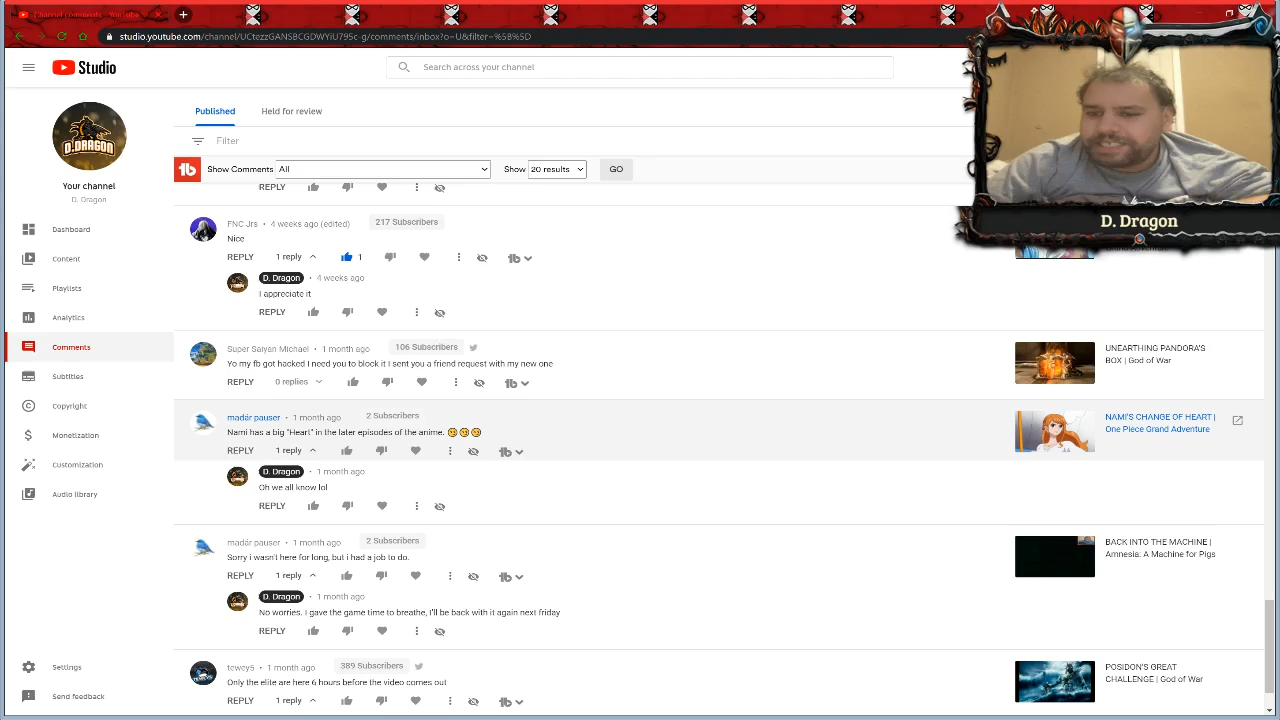 Channel comments - YouTube
studio.youtube.com/channel/UCtezzGANSBCGDWYiU795c-g/comments/inbox?o=U&filter=%5B%5D
Studio
Search across your channel
D.DRAGON
Your channel
D. Dragon
Dashboard
Content
Playlists
Analytics
Comments
Subtitles
Copyright
Monetization
Customization
Audio library
Settings
Send feedback
Published
Held for review
Filter
Show Comments All
Show 20 results
GO
REPLY
FNC Jrs • 4 weeks ago (edited) 217 Subscribers
Nice
REPLY 1 reply 1
D. Dragon • 4 weeks ago
I appreciate it
REPLY
Super Saiyan Michael • 1 month ago 106 Subscribers
Yo my fb got hacked I need you to check it I sent you a friend request with my new one
REPLY 0 replies
UNEARTHING PANDORA'S
BOX | God of War
madár pauser • 1 month ago 2 Subscribers
Nami has a big "Heart" in the later episodes of the anime.
REPLY 1 reply
NAMI'S CHANGE OF HEART |
One Piece Grand Adventure
D. Dragon • 1 month ago
Oh we all know lol
REPLY
madár pauser • 1 month ago 2 Subscribers
Sorry i wasn't here for long, but i had a job to do.
REPLY 1 reply
BACK INTO THE MACHINE |
Amnesia: A Machine for Pigs
D. Dragon • 1 month ago
No worries. I gave the game time to breathe, I'll be back with it again next friday
REPLY
tewey5 • 1 month ago 389 Subscribers
Only the elite are here 6 hours before the video comes out
REPLY 1 reply
POSIDON'S GREAT
CHALLENGE | God of War
D. Dragon